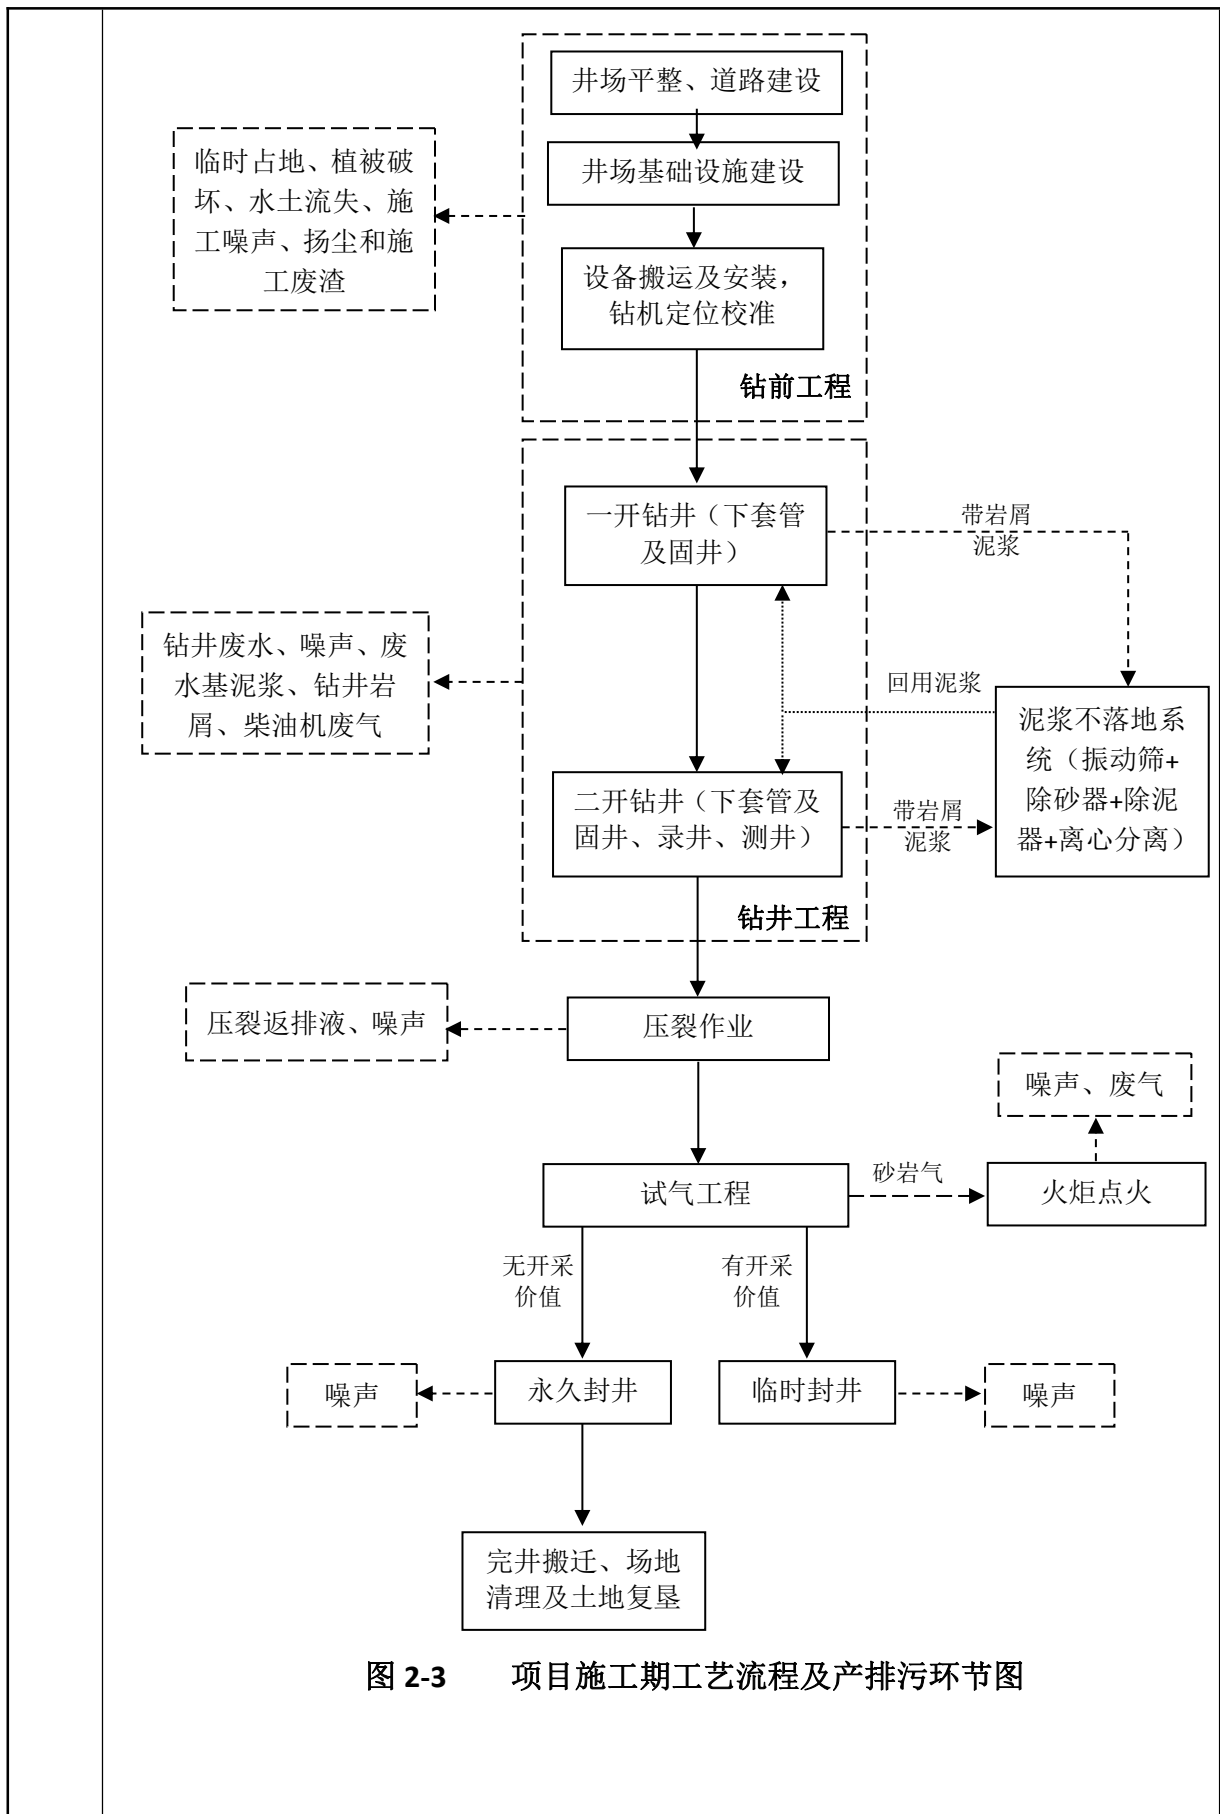 井场平整、道路建设
井场基础设施建设
临时占地、植被破
坏、水土流失、施
工噪声、扬尘和施
工废渣
设备搬运及安装，
钻机定位校准
钻前工程
一开钻井（下套管
及固井）
带岩屑
泥浆
钻井废水、噪声、废
水基泥浆、钻井岩
屑、柴油机废气
回用泥浆
泥浆不落地系
统（振动筛+
除砂器+除泥
器+离心分离）
二开钻井（下套管及
固井、录井、测井）
带岩屑
泥浆
钻井工程
压裂返排液、噪声
压裂作业
噪声、废气
试气工程
砂岩气
火炬点火
无开采
价值
有开采
价值
噪声
永久封井
临时封井
噪声
完井搬迁、场地
清理及土地复垦
图 2-3 项目施工期工艺流程及产排污环节图